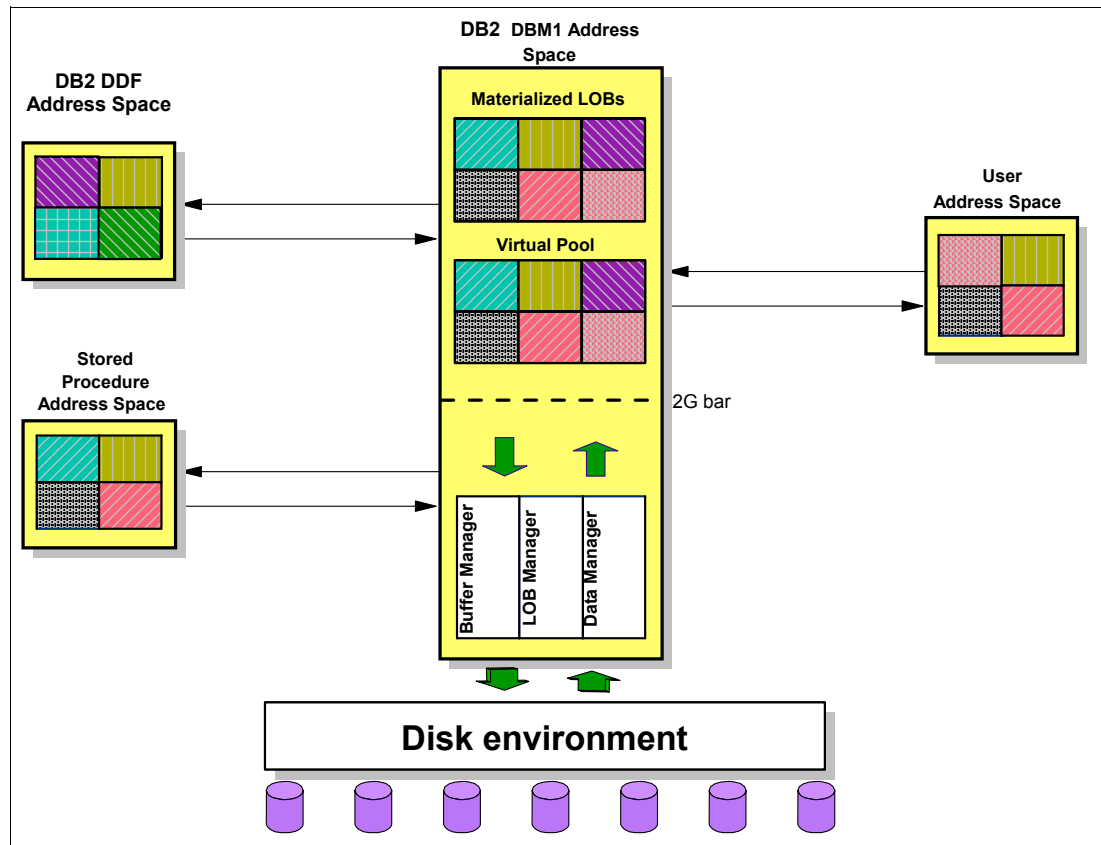 DB2 DBM1 Address
Space
DB2 DDF
Address Space
Materialized LOBs
User
Address Space
Virtual Pool
Stored
Procedure
Address Space
2G bar
Buffer Manager
LOB Manager
Data Manager
Disk environment